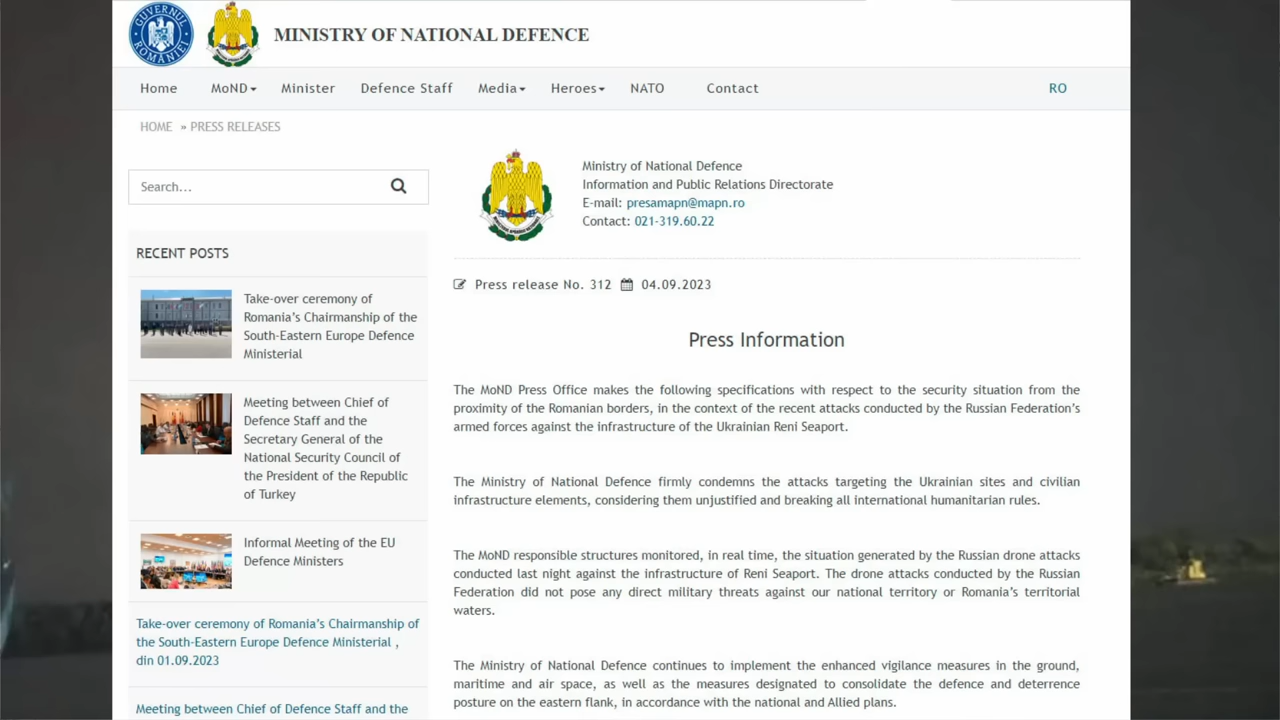 GUVERNUL
ROMÂNIEI
MINISTRY OF NATIONAL DEFENCE
Home
MoND
Minister
Defence Staff
Media
Heroes
NATO
Contact
RO
HOME » PRESS RELEASES
Search...
RECENT POSTS
Take-over ceremony of
Romania's Chairmanship of the
South-Eastern Europe Defence
Ministerial
Meeting between Chief of
Defence Staff and the
Secretary General of the
National Security Council of
the President of the Republic
of Turkey
Informal Meeting of the EU
Defence Ministers
Take-over ceremony of Romania's Chairmanship of
the South-Eastern Europe Defence Ministerial ,
din 01.09.2023
Meeting between Chief of Defence Staff and the
Ministry of National Defence
Information and Public Relations Directorate
E-mail: presamapn@mapn.ro
Contact: 021-319.60.22
Press release No. 312 04.09.2023
Press Information
The MoND Press Office makes the following specifications with respect to the security situation from the
proximity of the Romanian borders, in the context of the recent attacks conducted by the Russian Federation's
armed forces against the infrastructure of the Ukrainian Reni Seaport.
The Ministry of National Defence firmly condemns the attacks targeting the Ukrainian sites and civilian
infrastructure elements, considering them unjustified and breaking all international humanitarian rules.
The MoND responsible structures monitored, in real time, the situation generated by the Russian drone attacks
conducted last night against the infrastructure of Reni Seaport. The drone attacks conducted by the Russian
Federation did not pose any direct military threats against our national territory or Romania's territorial
waters.
The Ministry of National Defence continues to implement the enhanced vigilance measures in the ground,
maritime and air space, as well as the measures designated to consolidate the defence and deterrence
posture on the eastern flank, in accordance with the national and Allied plans.